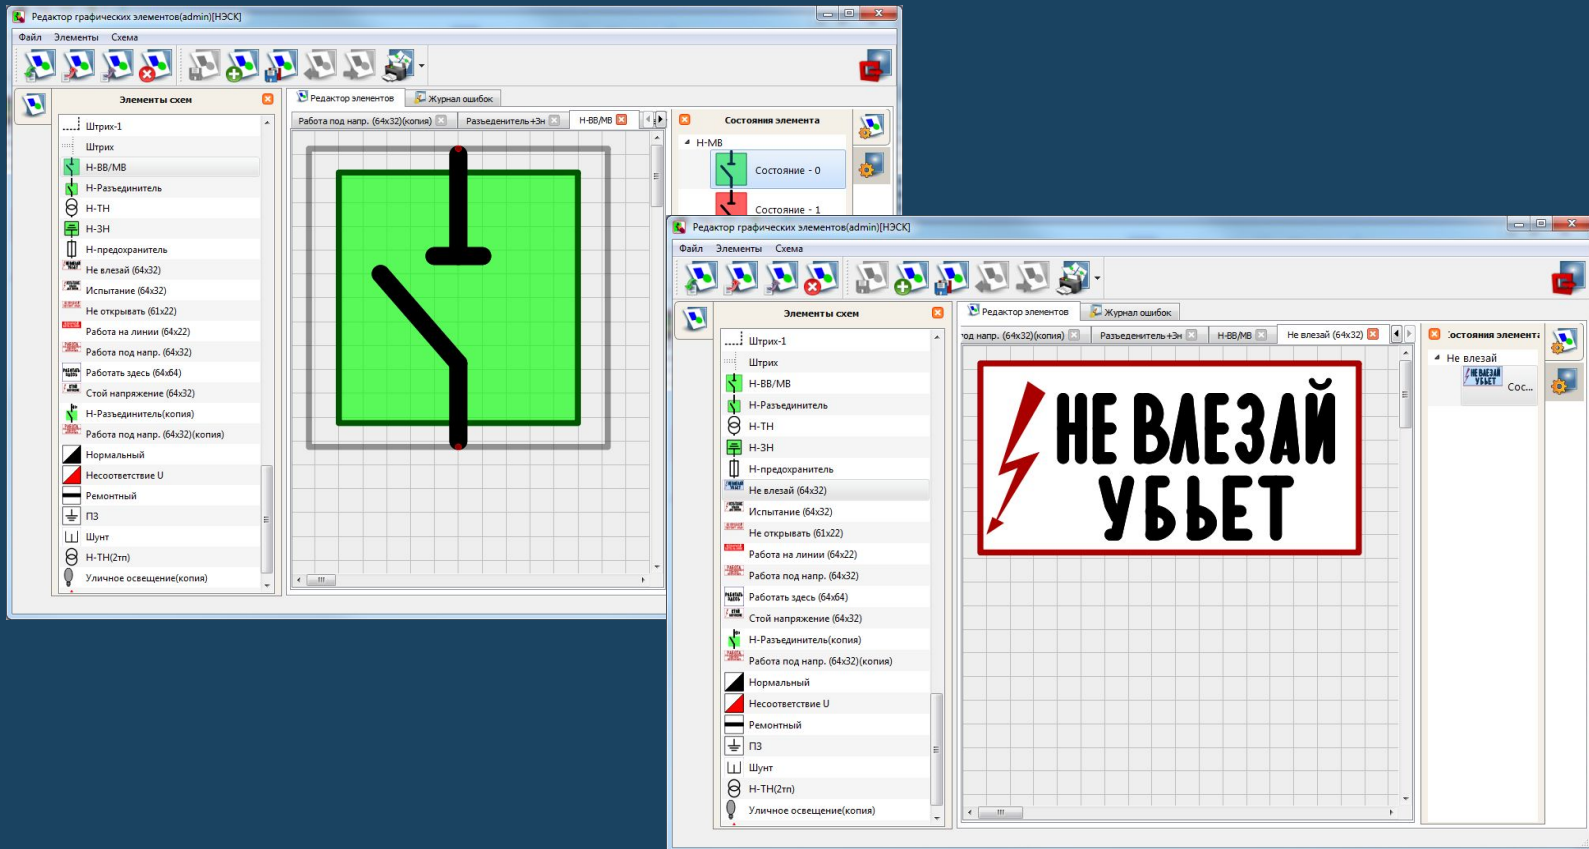 Редактор графических элементов(admin)[НЭСК]
Файл Элементы Схема
Элементы схем
Штрих-1
Штрих
Н-ВВ/МВ
Н-Разъединитель
Н-ТН
Н-ЗН
Н-предохранитель
Не влезай (64x32)
Испытание (64x32)
Не открывать (61x22)
Работа на линии (64x22)
Работа под напр. (64x32)
Работать здесь (64x64)
Стой напряжение (64x32)
Н-Разъединитель(копия)
Работа под напр. (64x32)(копия)
Нормальный
Несоответствие U
Ремонтный
ПЗ
Шунт
Н-ТН(2тп)
Уличное освещение(копия)
Редактор элементов Журнал ошибок
Работа под напр. (64x32)(копия) Разъеденитель+Зн Н-ВВ/МВ
Состояния элемента
Н-МВ
Состояние - 0
Состояние - 1
Редактор графических элементов(admin)[НЭСК]
Файл Элементы Схема
Элементы схем
Штрих-1
Штрих
Н-ВВ/МВ
Н-Разъединитель
Н-ТН
Н-ЗН
Н-предохранитель
Не влезай (64x32)
Испытание (64x32)
Не открывать (61x22)
Работа на линии (64x22)
Работа под напр. (64x32)
Работать здесь (64x64)
Стой напряжение (64x32)
Н-Разъединитель(копия)
Работа под напр. (64x32)(копия)
Нормальный
Несоответствие U
Ремонтный
ПЗ
Шунт
Н-ТН(2тп)
Уличное освещение(копия)
Редактор элементов Журнал ошибок
од напр. (64x32)(копия) Разъеденитель+Зн Н-ВВ/МВ Не влезай (64x32)
НЕ ВЛЕЗАЙ
УБЬЕТ
остояния элемента
Не влезай
Сос...